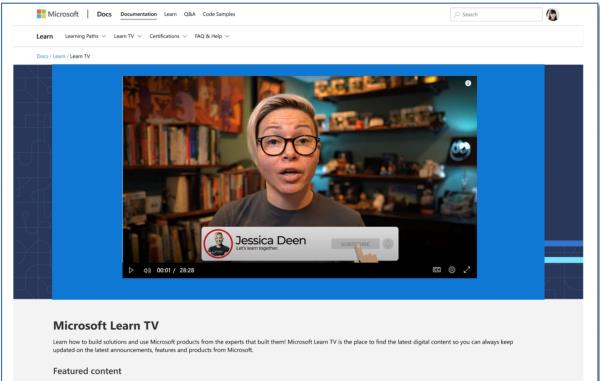 Microsoft Docs Documentation Learn Q&A Code Samples Search
Learn Learning Paths Learn TV Certifications FAQ & Help
Docs / Learn / Learn TV
Jessica Deen
Let's learn together.
SUBSCRIBE
00:01 / 28:28
CC
Microsoft Learn TV
Learn how to build solutions and use Microsoft products from the experts that built them! Microsoft Learn TV is the place to find the latest digital content so you can always keep
updated on the latest announcements, features and products from Microsoft.
Featured content